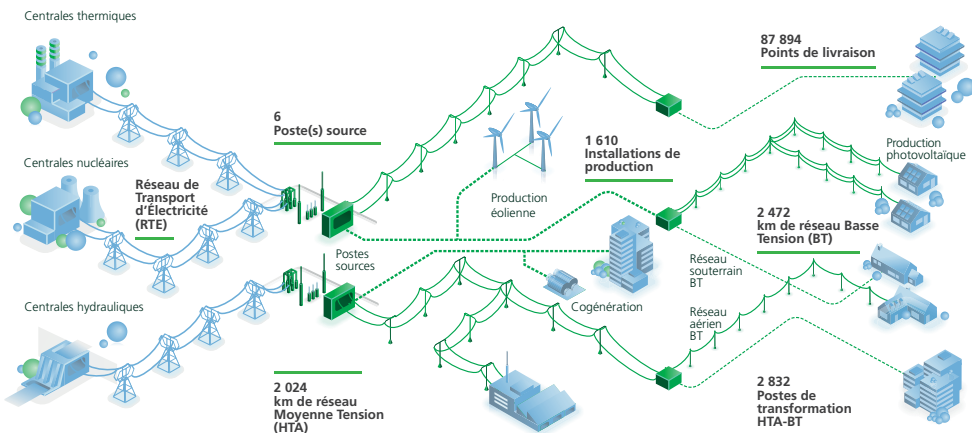 Centrales thermiques
87 894
Points de livraison
6
Poste(s) source
1 610
Installations de
production
Production
photovoltaïque
Centrales nucléaires
Réseau de
Transport
d'Électricité
(RTE)
Production
éolienne
2 472
km de réseau Basse
Tension (BT)
Postes
sources
Réseau
souterrain
BT
Centrales hydrauliques
Cogénération
Réseau
aérien
BT
2 024
km de réseau
Moyenne Tension
(HTA)
2 832
Postes de
transformation
HTA-BT